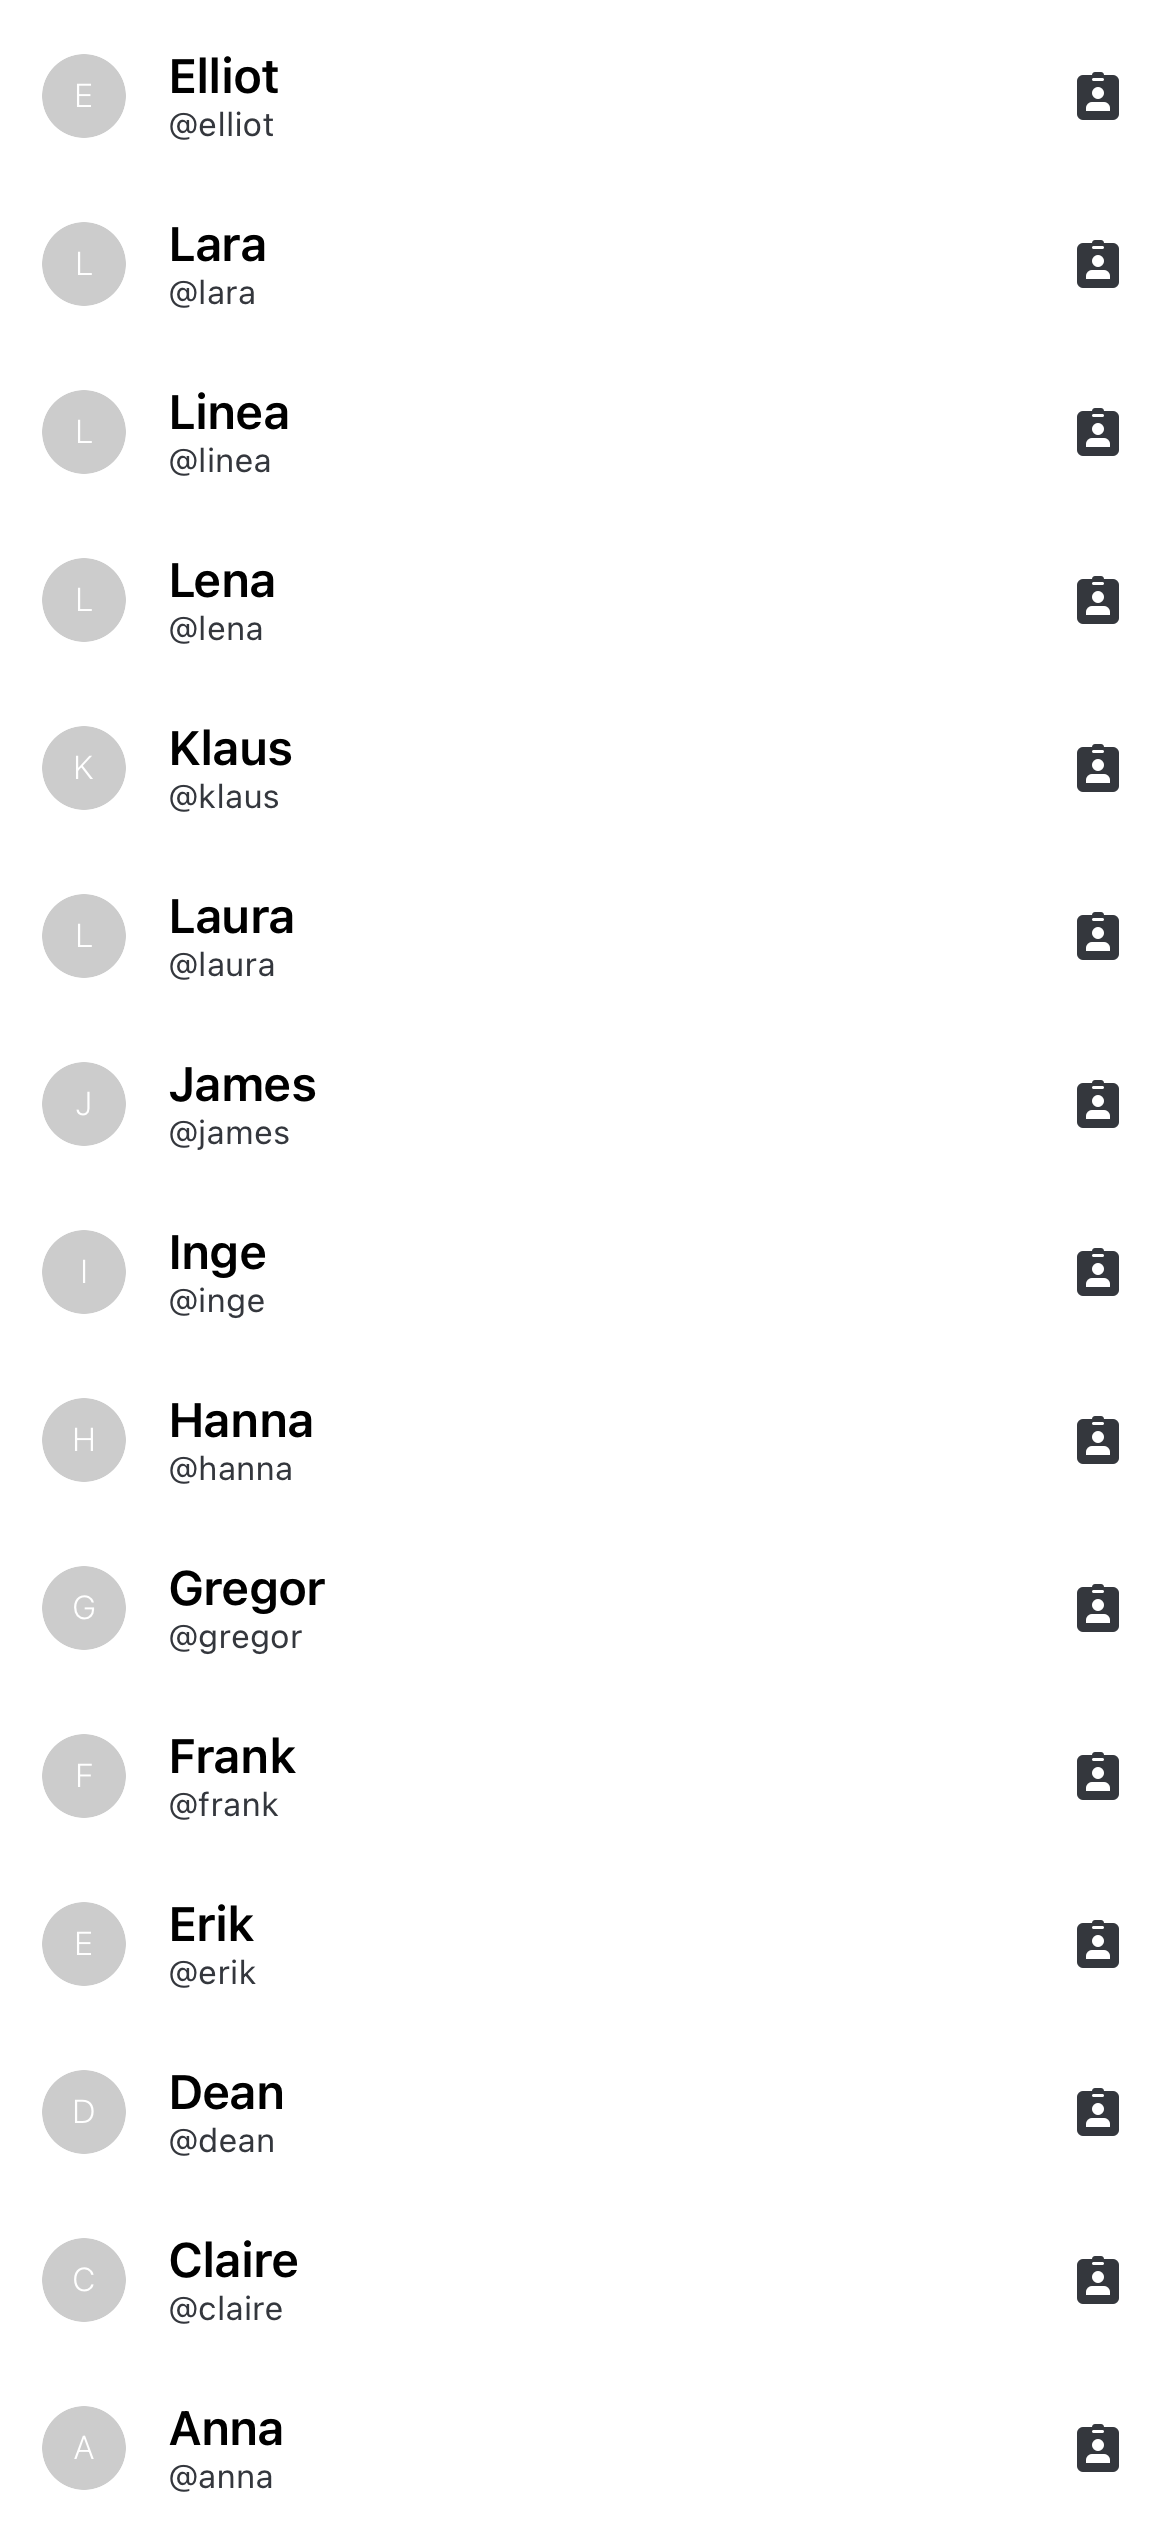 E
Elliot
@elliot
L
Lara
@lara
L
Linea
@linea
L
Lena
@lena
K
Klaus
@klaus
L
Laura
@laura
J
James
@james
I
Inge
@inge
H
Hanna
@hanna
G
Gregor
@gregor
F
Frank
@frank
E
Erik
@erik
D
Dean
@dean
C
Claire
@claire
A
Anna
@anna